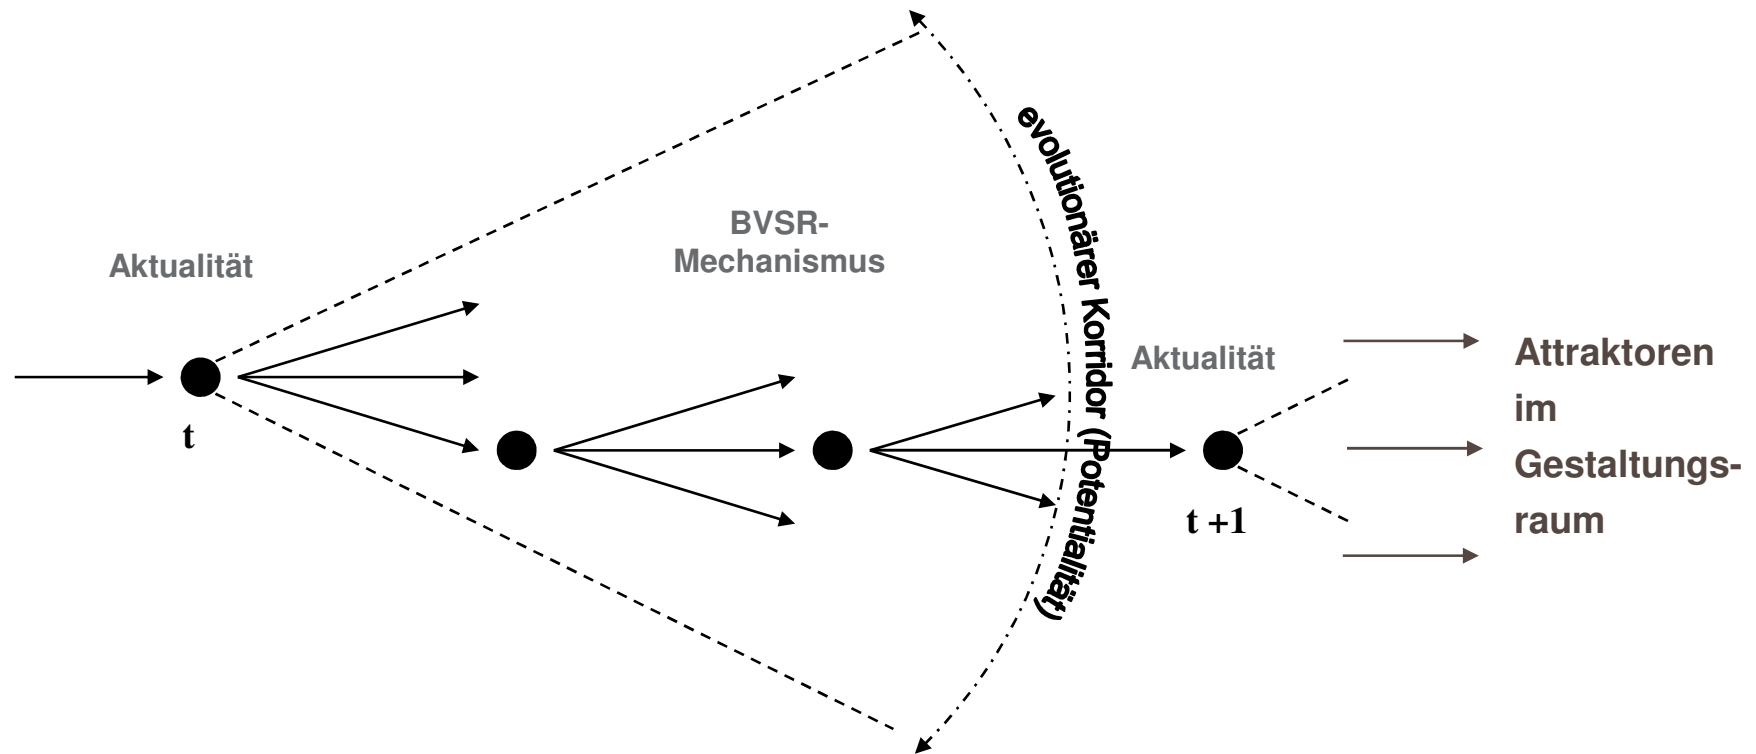 Aktualität
t
BVSR-
Mechanismus
evolutionärer Korridor (Potentialität)
Aktualität
t +1
Attraktoren
im
Gestaltungs-
raum